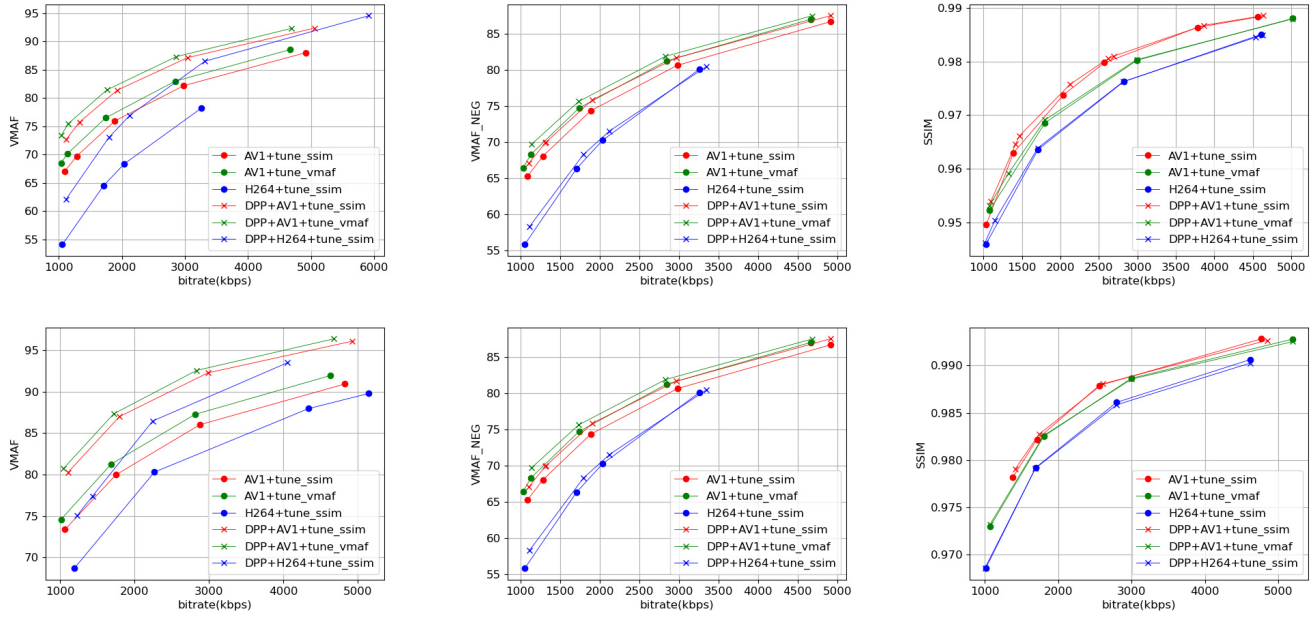 95
90
85
80
75
70
65
60
55
VMAF
1000 2000 3000 4000 5000 6000
bitrate(kbps)
AV1+tune_ssim
AV1+tune_vmaf
H264+tune_ssim
DPP+AV1+tune_ssim
DPP+AV1+tune_vmaf
DPP+H264+tune_ssim
85
80
75
70
65
60
55
VMAF_NEG
1000 1500 2000 2500 3000 3500 4000 4500 5000
bitrate(kbps)
AV1+tune_ssim
AV1+tune_vmaf
H264+tune_ssim
DPP+AV1+tune_ssim
DPP+AV1+tune_vmaf
DPP+H264+tune_ssim
0.99
0.98
0.97
0.96
0.95
SSIM
1000 1500 2000 2500 3000 3500 4000 4500 5000
bitrate(kbps)
AV1+tune_ssim
AV1+tune_vmaf
H264+tune_ssim
DPP+AV1+tune_ssim
DPP+AV1+tune_vmaf
DPP+H264+tune_ssim
95
90
85
80
75
70
VMAF
1000 2000 3000 4000 5000
bitrate(kbps)
AV1+tune_ssim
AV1+tune_vmaf
H264+tune_ssim
DPP+AV1+tune_ssim
DPP+AV1+tune_vmaf
DPP+H264+tune_ssim
85
80
75
70
65
60
55
VMAF_NEG
1000 1500 2000 2500 3000 3500 4000 4500 5000
bitrate(kbps)
AV1+tune_ssim
AV1+tune_vmaf
H264+tune_ssim
DPP+AV1+tune_ssim
DPP+AV1+tune_vmaf
DPP+H264+tune_ssim
0.990
0.985
0.980
0.975
0.970
SSIM
1000 2000 3000 4000 5000
bitrate(kbps)
AV1+tune_ssim
AV1+tune_vmaf
H264+tune_ssim
DPP+AV1+tune_ssim
DPP+AV1+tune_vmaf
DPP+H264+tune_ssim